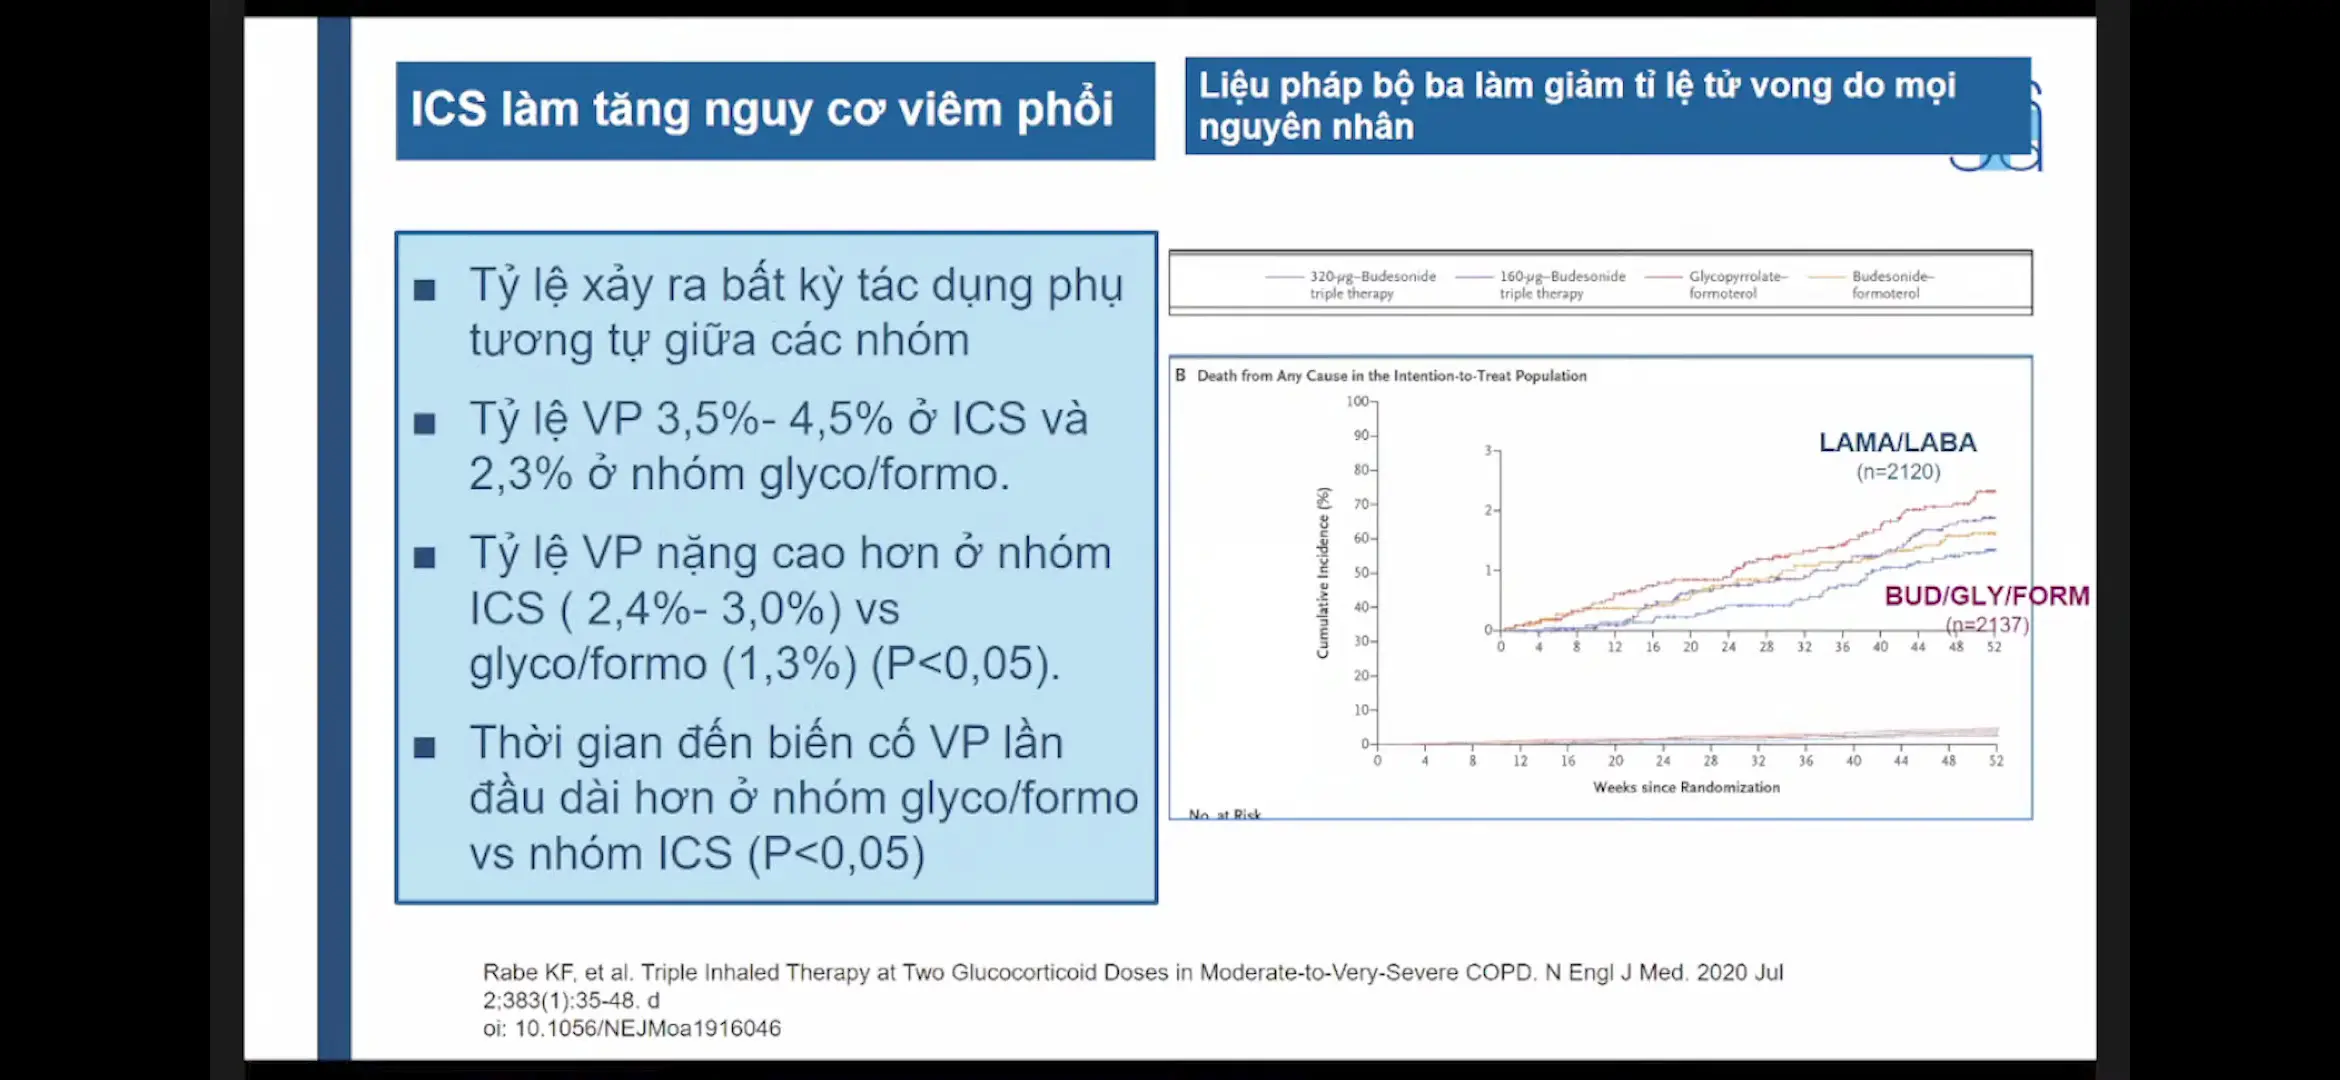 ICS làm tăng nguy cơ viêm phổi
Liệu pháp bộ ba làm giảm tỉ lệ tử vong do mọi
nguyên nhân
■ Tỷ lệ xảy ra bất kỳ tác dụng phụ
tương tự giữa các nhóm
■ Tỷ lệ VP 3,5%- 4,5% ở ICS và
2,3% ở nhóm glyco/formo.
■ Tỷ lệ VP nặng cao hơn ở nhóm
ICS ( 2,4%- 3,0%) vs
glyco/formo (1,3%) (P<0,05).
■ Thời gian đến biến cố VP lần
đầu dài hơn ở nhóm glyco/formo
vs nhóm ICS (P<0,05)
320-µg–Budesonide
triple therapy
160-µg–Budesonide
triple therapy
Glycopyrrolate–
formoterol
Budesonide–
formoterol
B Death from Any Cause in the Intention-to-Treat Population
Cumulative Incidence (%)
100
90
80
70
60
50
40
30
20
10
0
3
2
1
0
LAMA/LABA
(n=2120)
BUD/GLY/FORM
(n=2137)
0 4 8 12 16 20 24 28 32 36 40 44 48 52
0 4 8 12 16 20 24 28 32 36 40 44 48 52
Weeks since Randomization
No. at Risk
Rabe KF, et al. Triple Inhaled Therapy at Two Glucocorticoid Doses in Moderate-to-Very-Severe COPD. N Engl J Med. 2020 Jul
2;383(1):35-48. d
oi: 10.1056/NEJMoa1916046